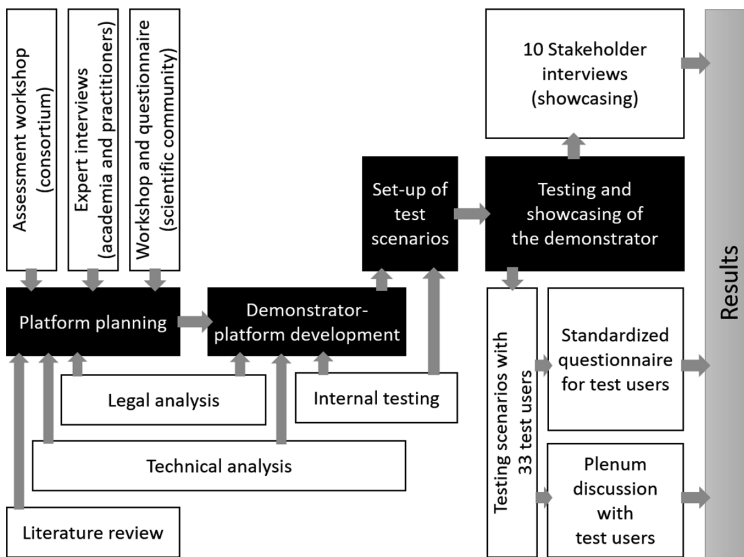 Assessment workshop
(consortium)
Expert interviews
(academia and practitioners)
Workshop and questionnaire
(scientific community)
10 Stakeholder
interviews
(showcasing)
Set-up of
test
scenarios
Testing and
showcasing of
the demonstrator
Platform planning
Demonstrator-
platform development
Legal analysis
Internal testing
Technical analysis
Literature review
Testing scenarios with
33 test users
Standardized
questionnaire
for test users
Plenum
discussion
with
test users
Results